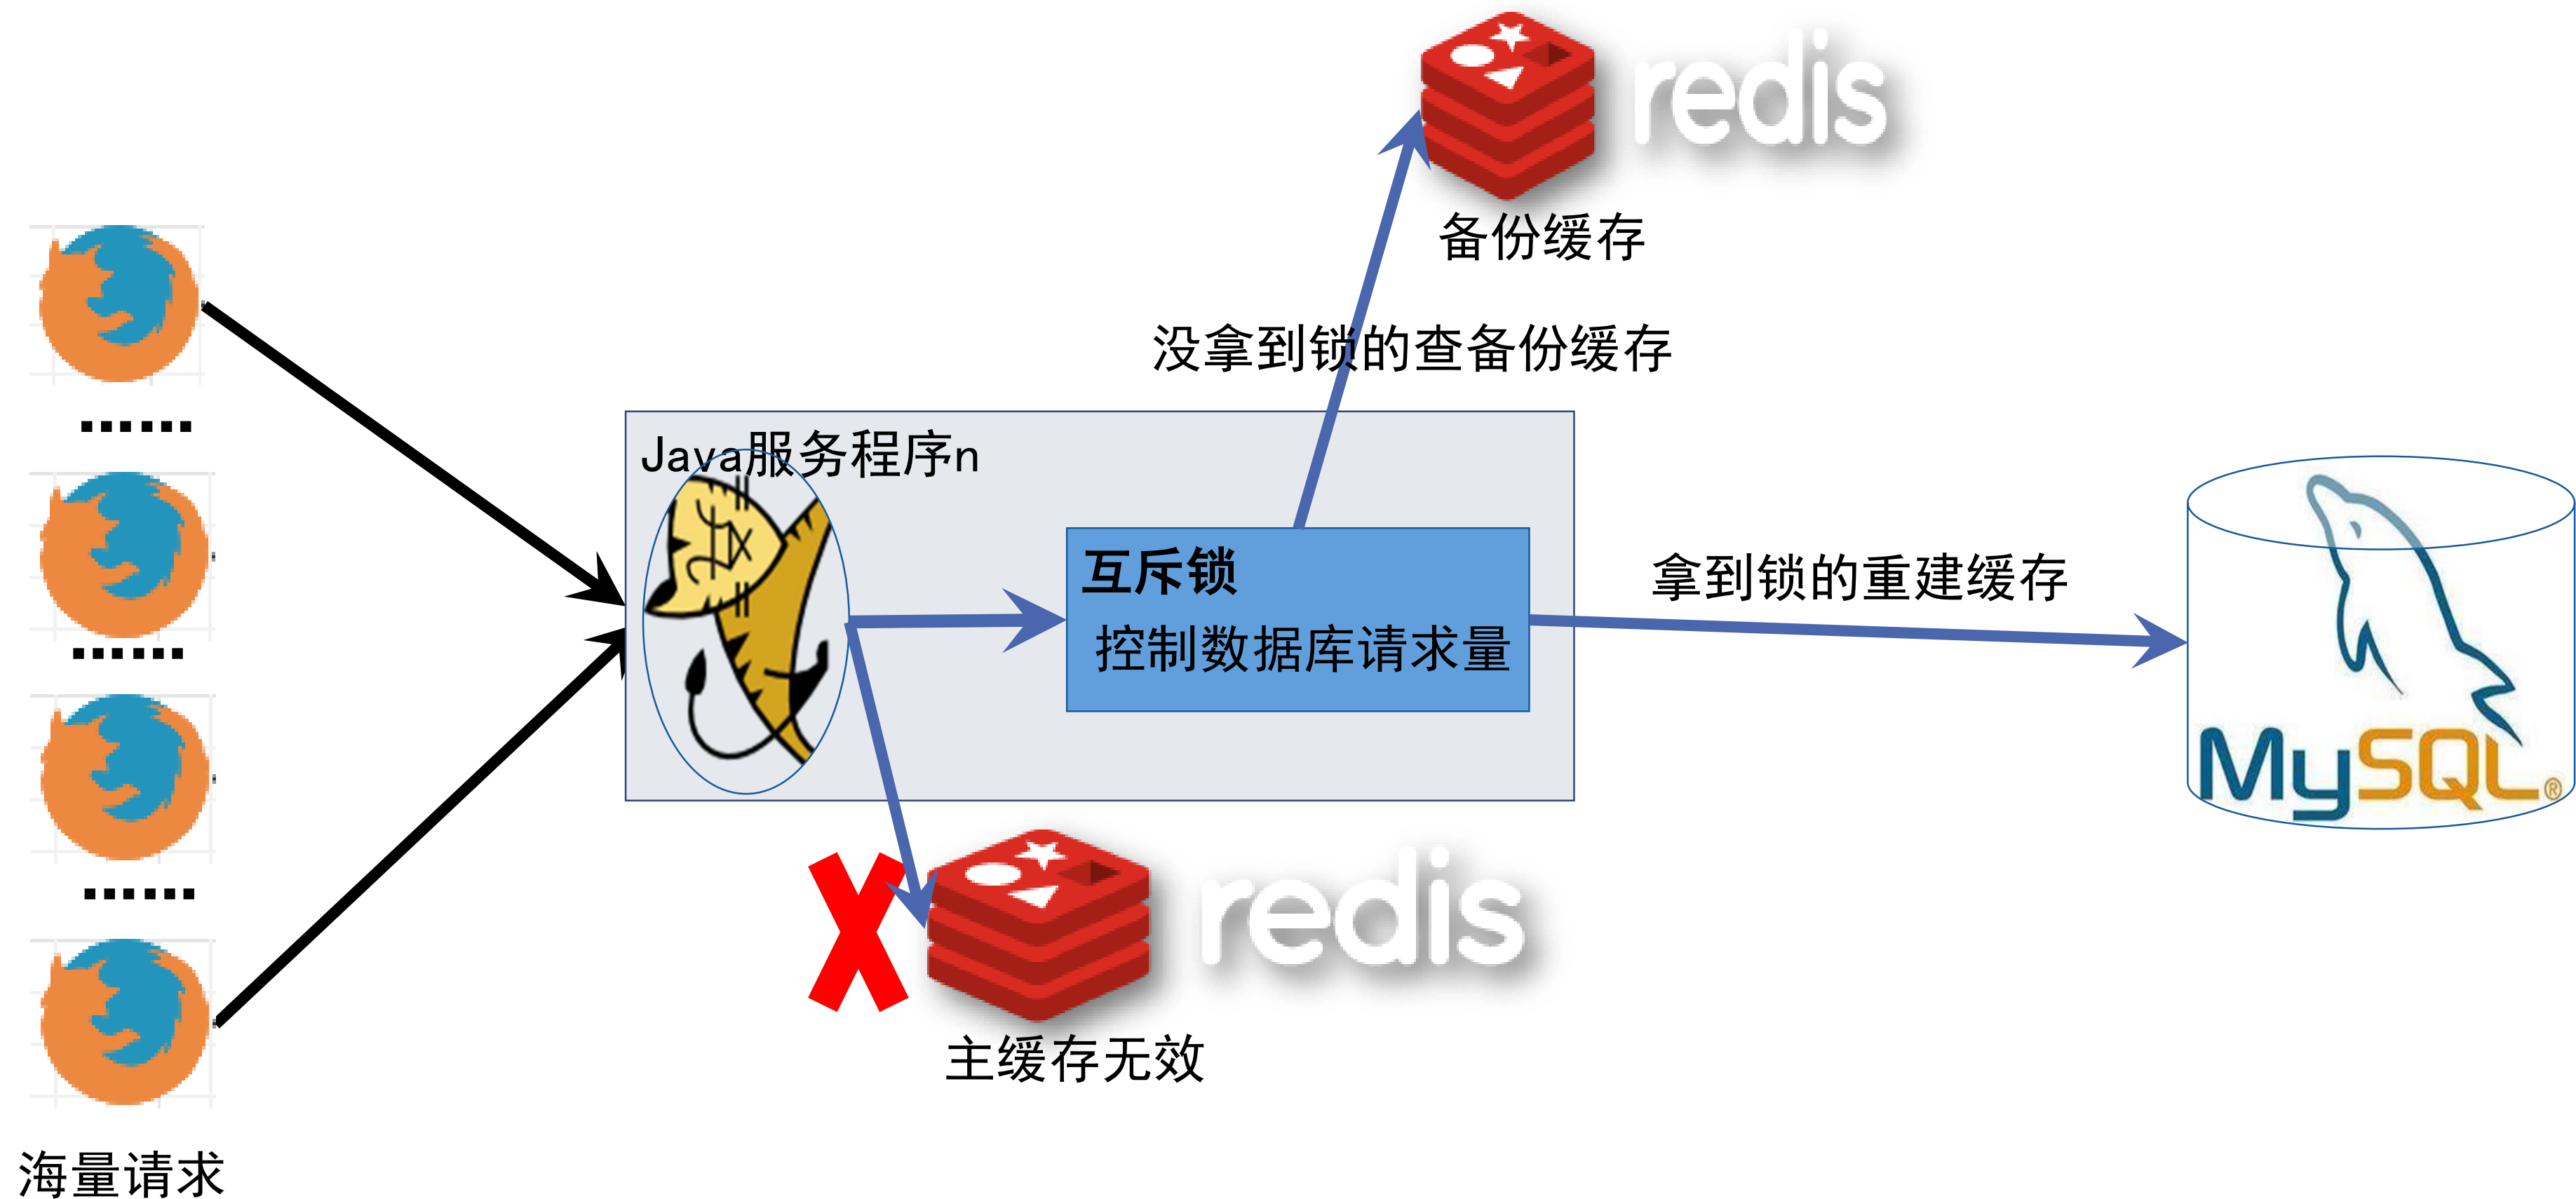 redis
备份缓存
没拿到锁的查备份缓存
Java服务程序n
互斥锁
控制数据库请求量
拿到锁的重建缓存
MySQL®
redis
主缓存无效
海量请求